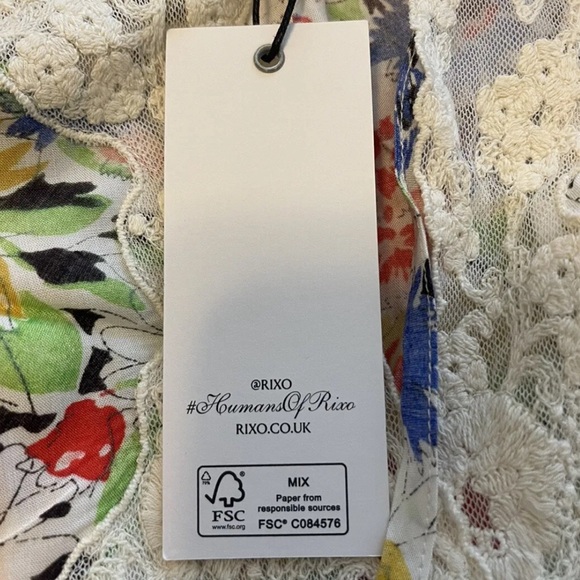 @RIXO
#HumansOfRixo
RIXO.CO.UK
FSC
www.fsc.org
MIX
Paper from
responsible sources
FSC® C084576